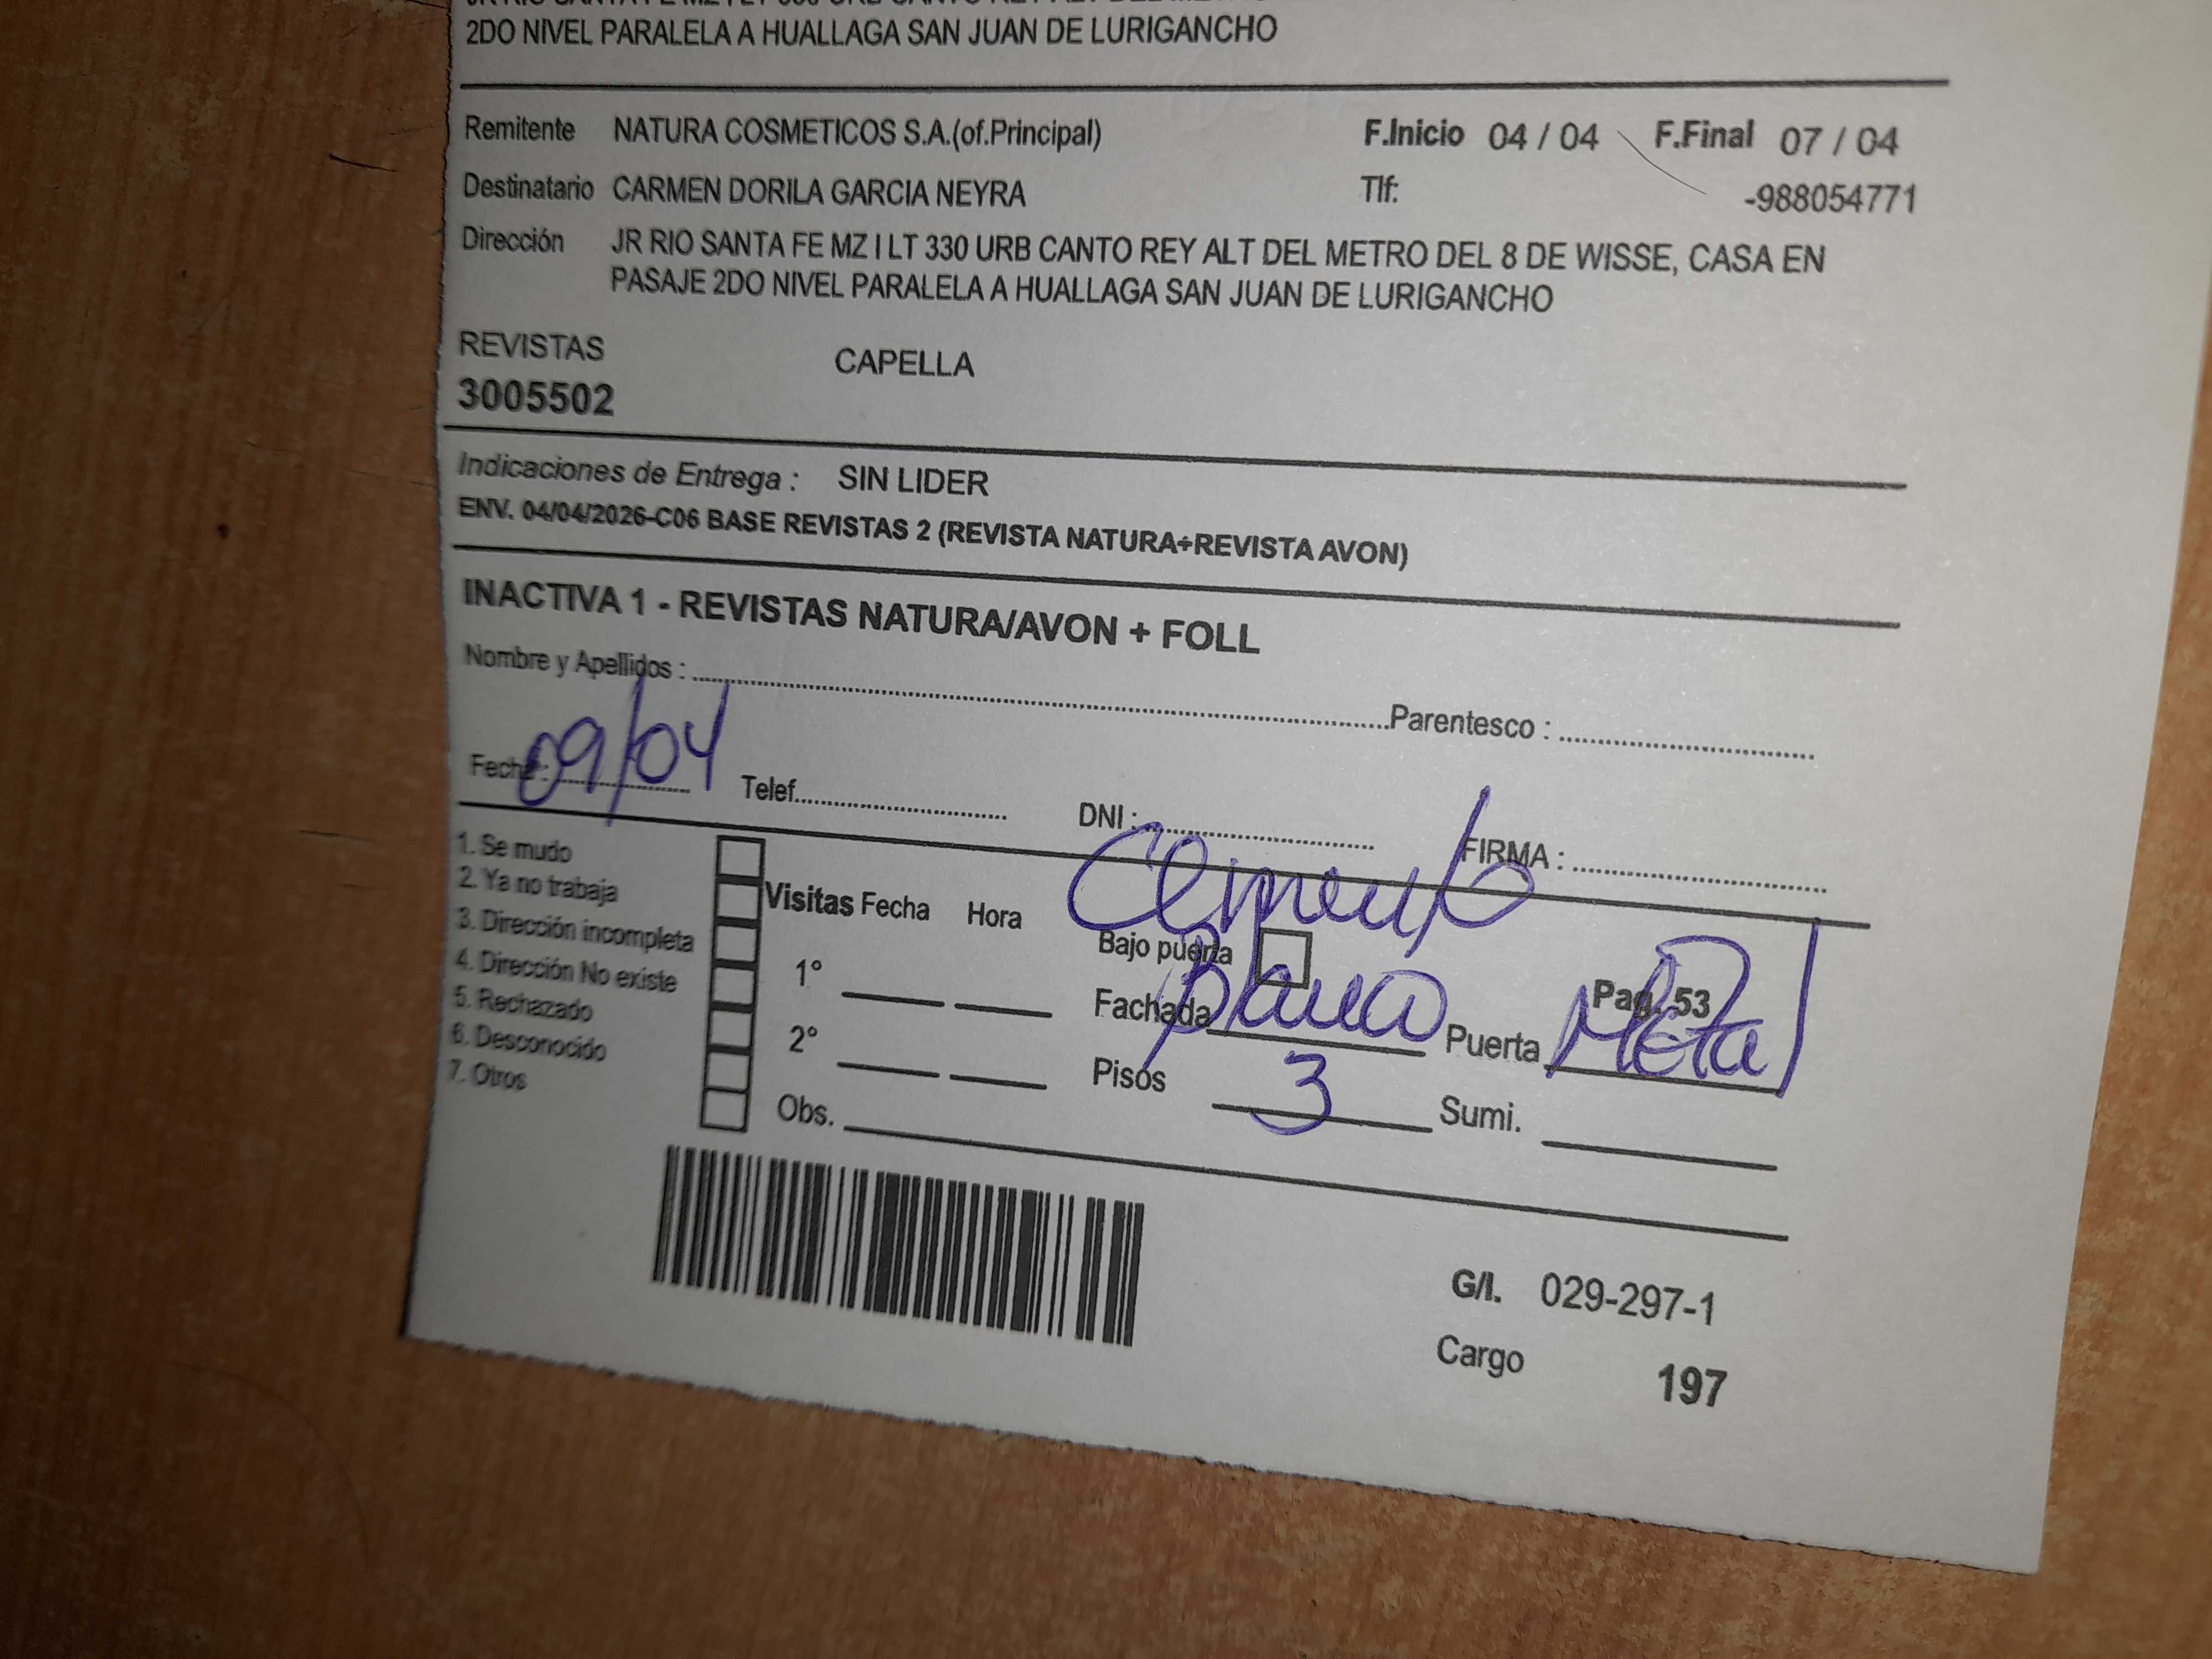 2DO NIVEL PARALELA A HUALLAGA SAN JUAN DE LURIGANCHO
Remitente NATURA COSMETICOS S.A.(of.Principal) F.Inicio 04 / 04 F.Final 07 / 04
Destinatario CARMEN DORILA GARCIA NEYRA Tlf: -988054771
Dirección JR RIO SANTA FE MZ I LT 330 URB CANTO REY ALT DEL METRO DEL 8 DE WISSE, CASA EN
PASAJE 2DO NIVEL PARALELA A HUALLAGA SAN JUAN DE LURIGANCHO
REVISTAS CAPELLA
3005502
Indicaciones de Entrega : SIN LIDER
ENV. 04/04/2026-C06 BASE REVISTAS 2 (REVISTA NATURA+REVISTA AVON)
INACTIVA 1 - REVISTAS NATURA/AVON + FOLL
Nombre y Apellidos : Parentesco :
Fecha : 09/04 Telef. DNI : FIRMA :
1. Se mudo
2. Ya no trabaja
3. Dirección incompleta
4. Dirección No existe
5. Rechazado
6. Desconocido
7. Otros
Visitas Fecha Hora
1°
2°
Obs.
Cemento
Bajo puerta
Pag. 53
Fachada blanca Puerta Metal
Pisos 3 Sumi.
G/I. 029-297-1
Cargo 197